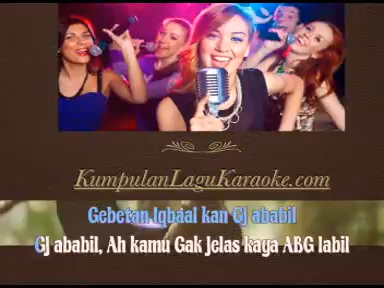 KumpulanLaguKaraoke.com
Gebetan Iqbaal kan GJ ababil
GJ ababil, Ah kamu Gak Jelas kaya ABG labil